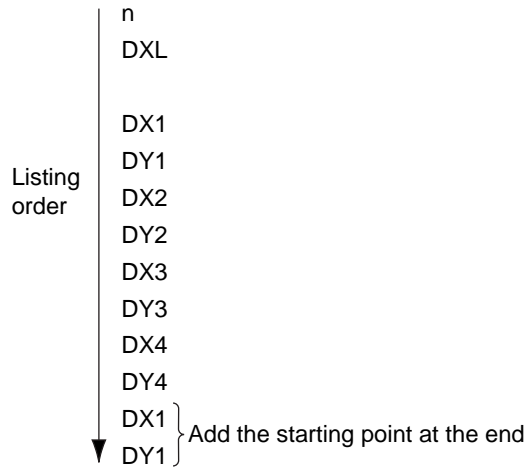 n
DXL
DX1
DY1
Listing
order
DX2
DY2
DX3
DY3
DX4
DY4
DX1
DY1
Add the starting point at the end